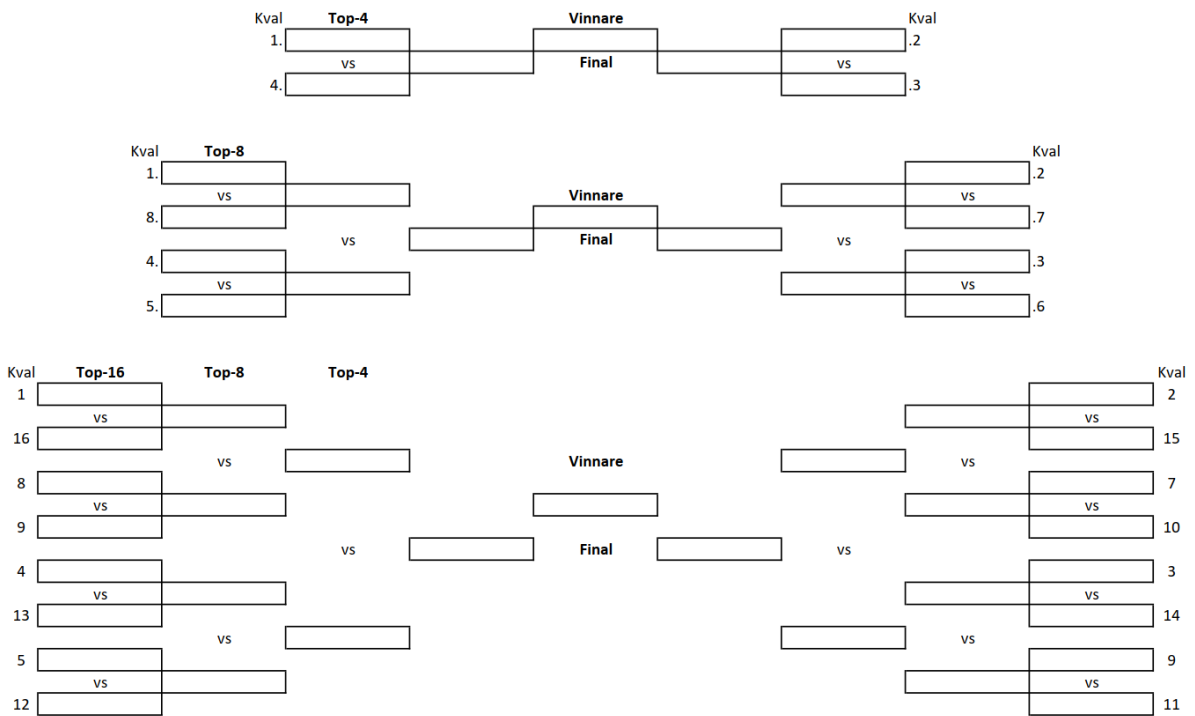 Kval Top-4 Vinnare Kval
1. .2
vs Final vs
4. .3
Kval Top-8 Kval
1. .2
vs vs
Vinnare
8. .7
vs Final vs
4. .3
vs vs
5. .6
Kval Top-16 Top-8 Top-4 Kval
1 2
vs vs
16 15
vs Vinnare vs
8 7
vs vs
9 10
vs Final vs
4 3
vs vs
13 14
vs vs
5 9
vs vs
12 11